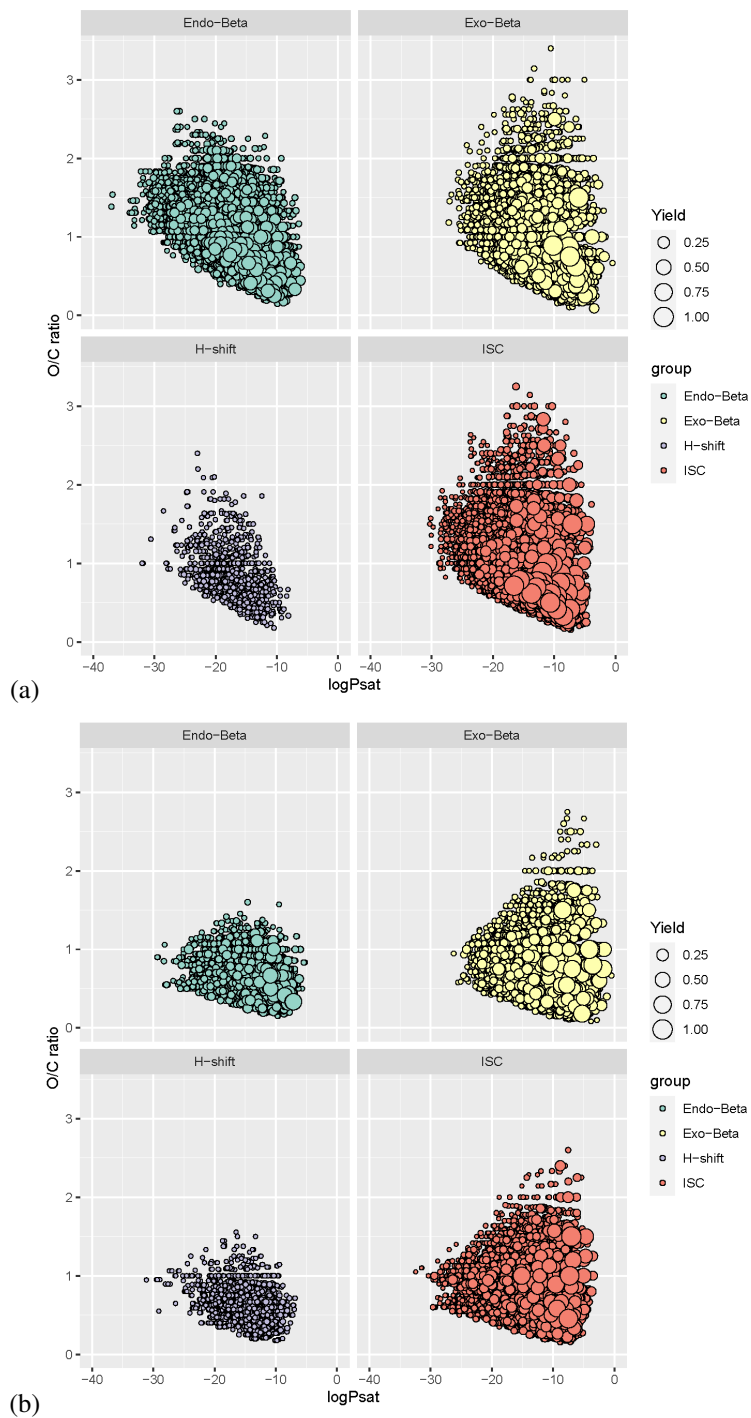 Endo−Beta Exo−Beta
3
2
1
0
H−shift ISC
3
2
1
0
O/C ratio
−40 −30 −20 −10 0 −40 −30 −20 −10 0
logPsat
Yield
0.25
0.50
0.75
1.00
group
Endo−Beta
Exo−Beta
H−shift
ISC
(a)
Endo−Beta Exo−Beta
3
2
1
0
H−shift ISC
3
2
1
0
O/C ratio
−40 −30 −20 −10 0 −40 −30 −20 −10 0
logPsat
Yield
0.25
0.50
0.75
1.00
group
Endo−Beta
Exo−Beta
H−shift
ISC
(b)